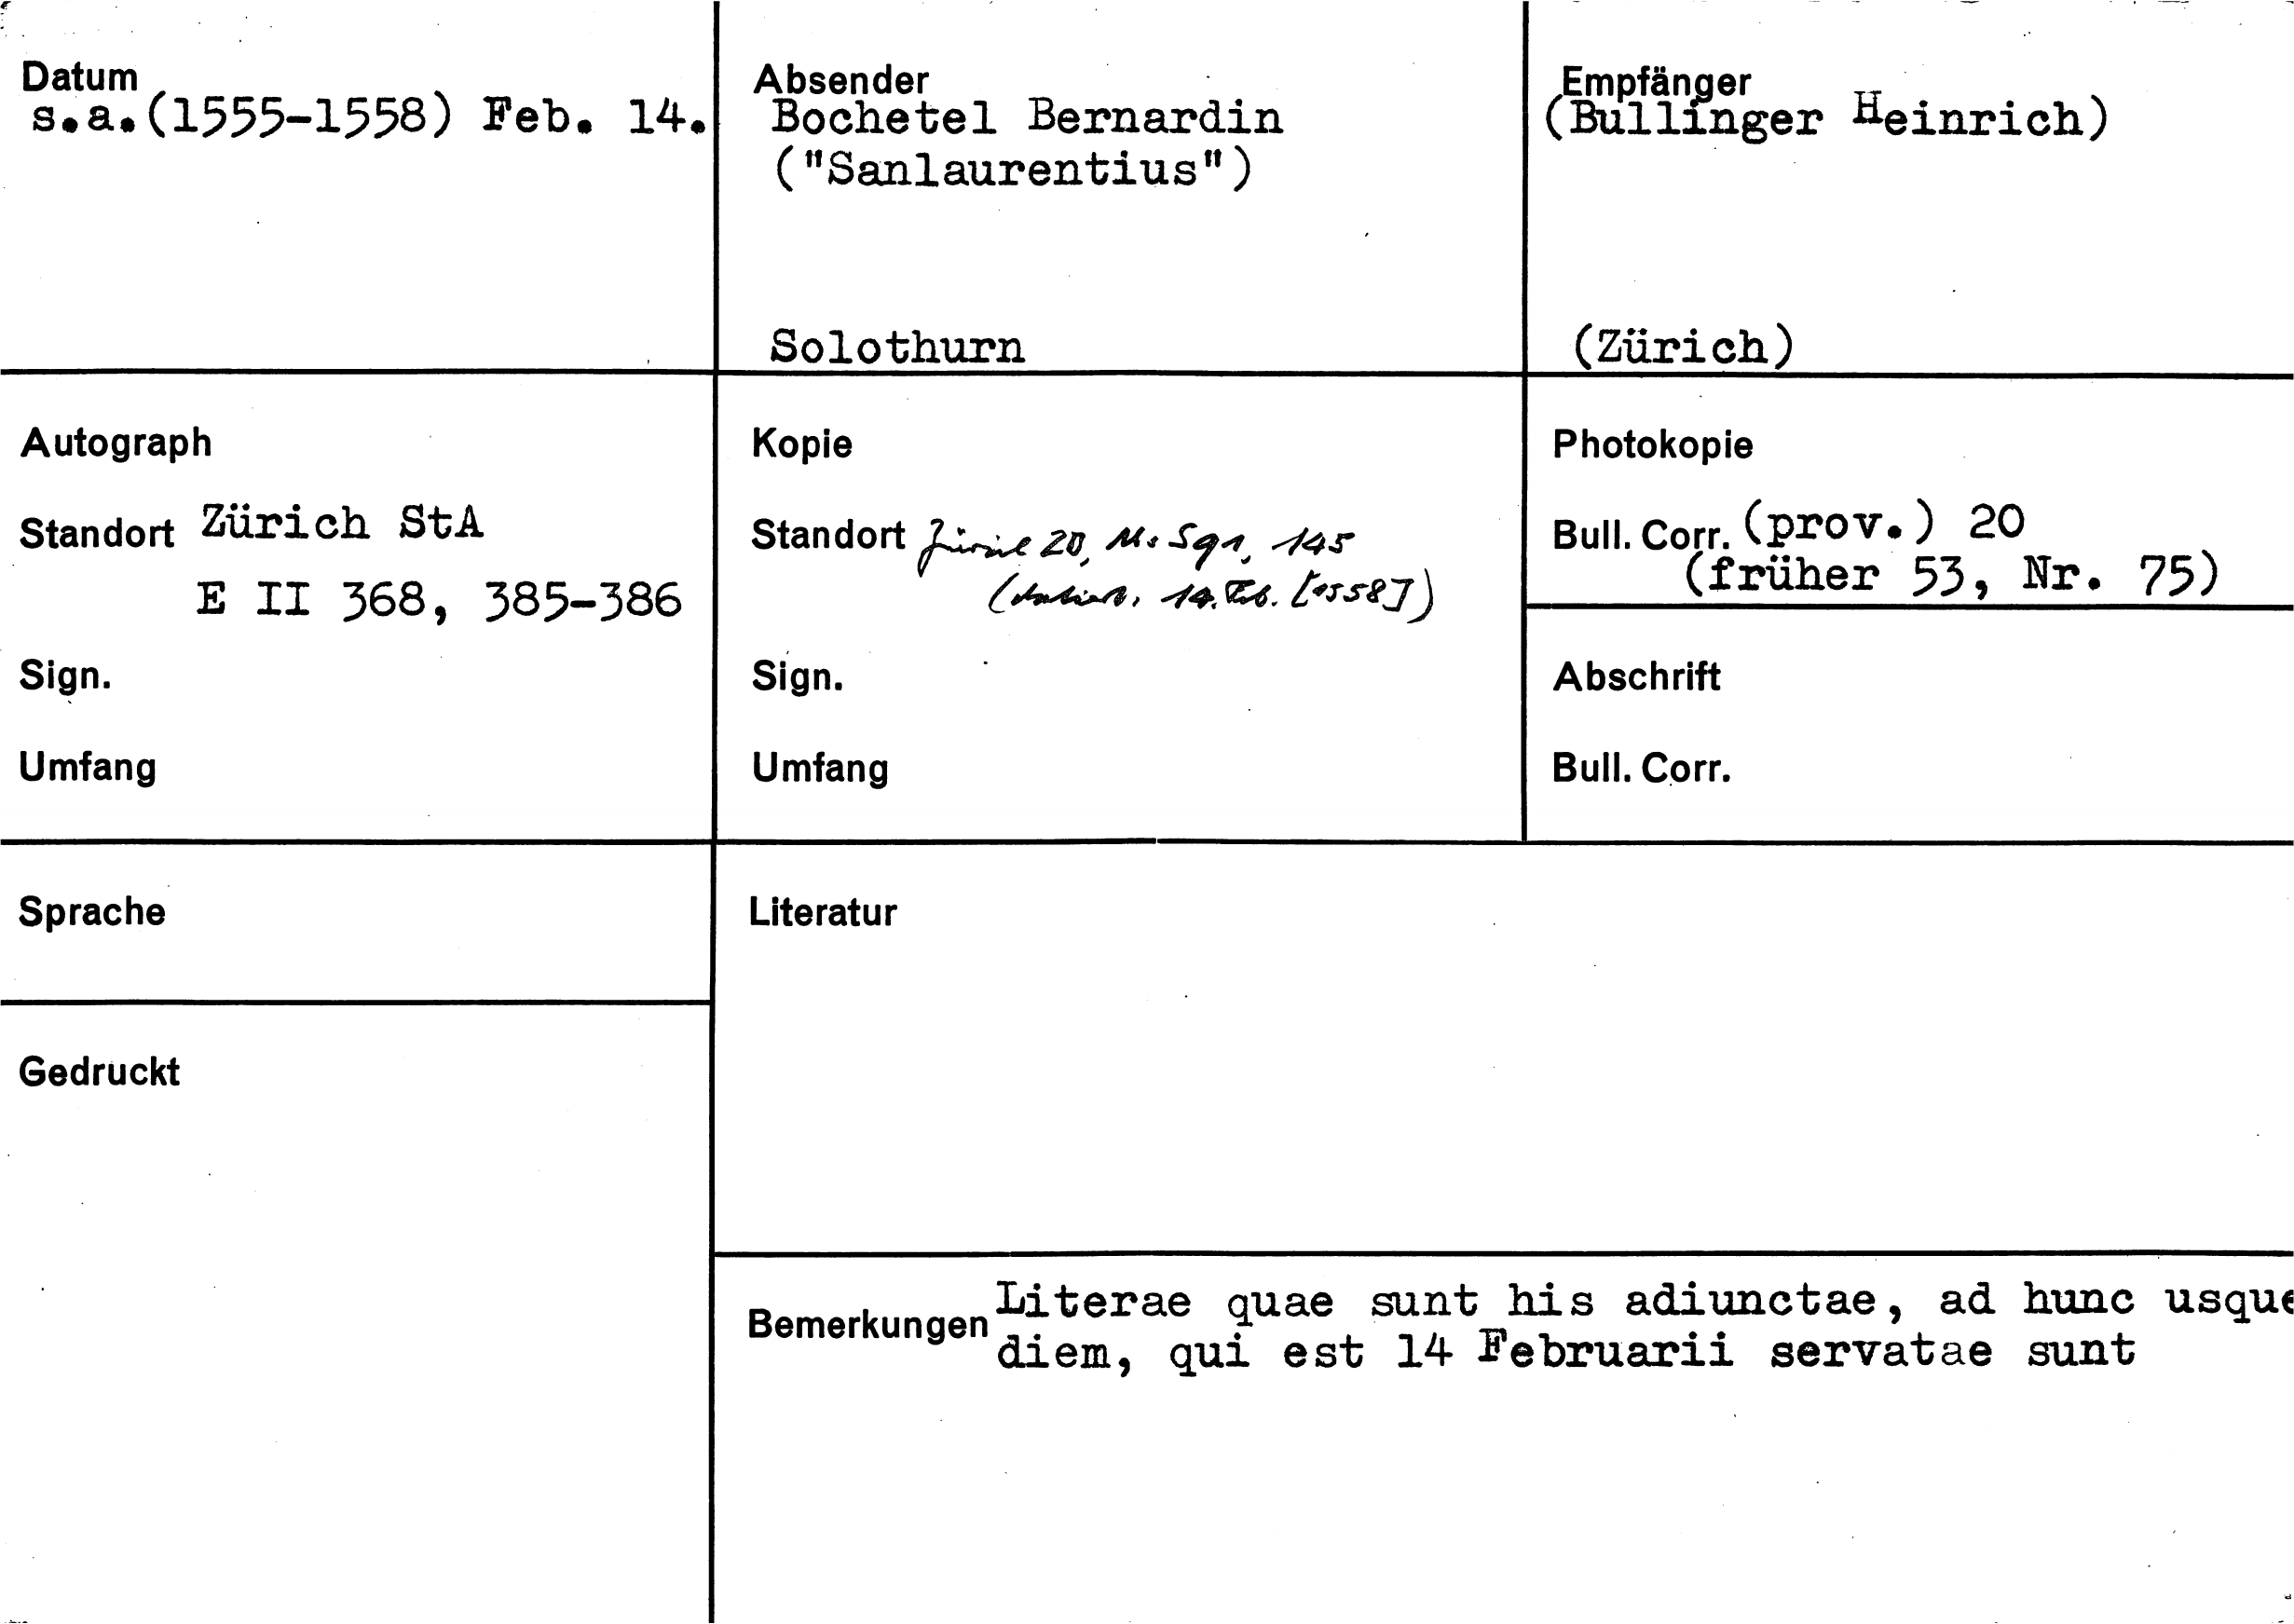 Datum
s.a.(1555-1558) Feb. 14.
Absender
Bochetel Bernardin
("Sanlaurentius")
Solothurn
Empfänger
(Bullinger Heinrich)
(Zürich)
Autograph
Standort Zürich StA
E II 368, 385-386
Sign.
Umfang
Kopie
Standort Zürich ZB, Ms S 91, 145
(datiert: 14. Feb. [1558])
Sign.
Umfang
Photokopie
Bull. Corr. (prov.) 20
(früher 53, Nr. 75)
Abschrift
Bull. Corr.
Sprache
Literatur
Gedruckt
Bemerkungen Literae quae sunt his adiunctae, ad hunc usque
diem, qui est 14 Februarii servatae sunt